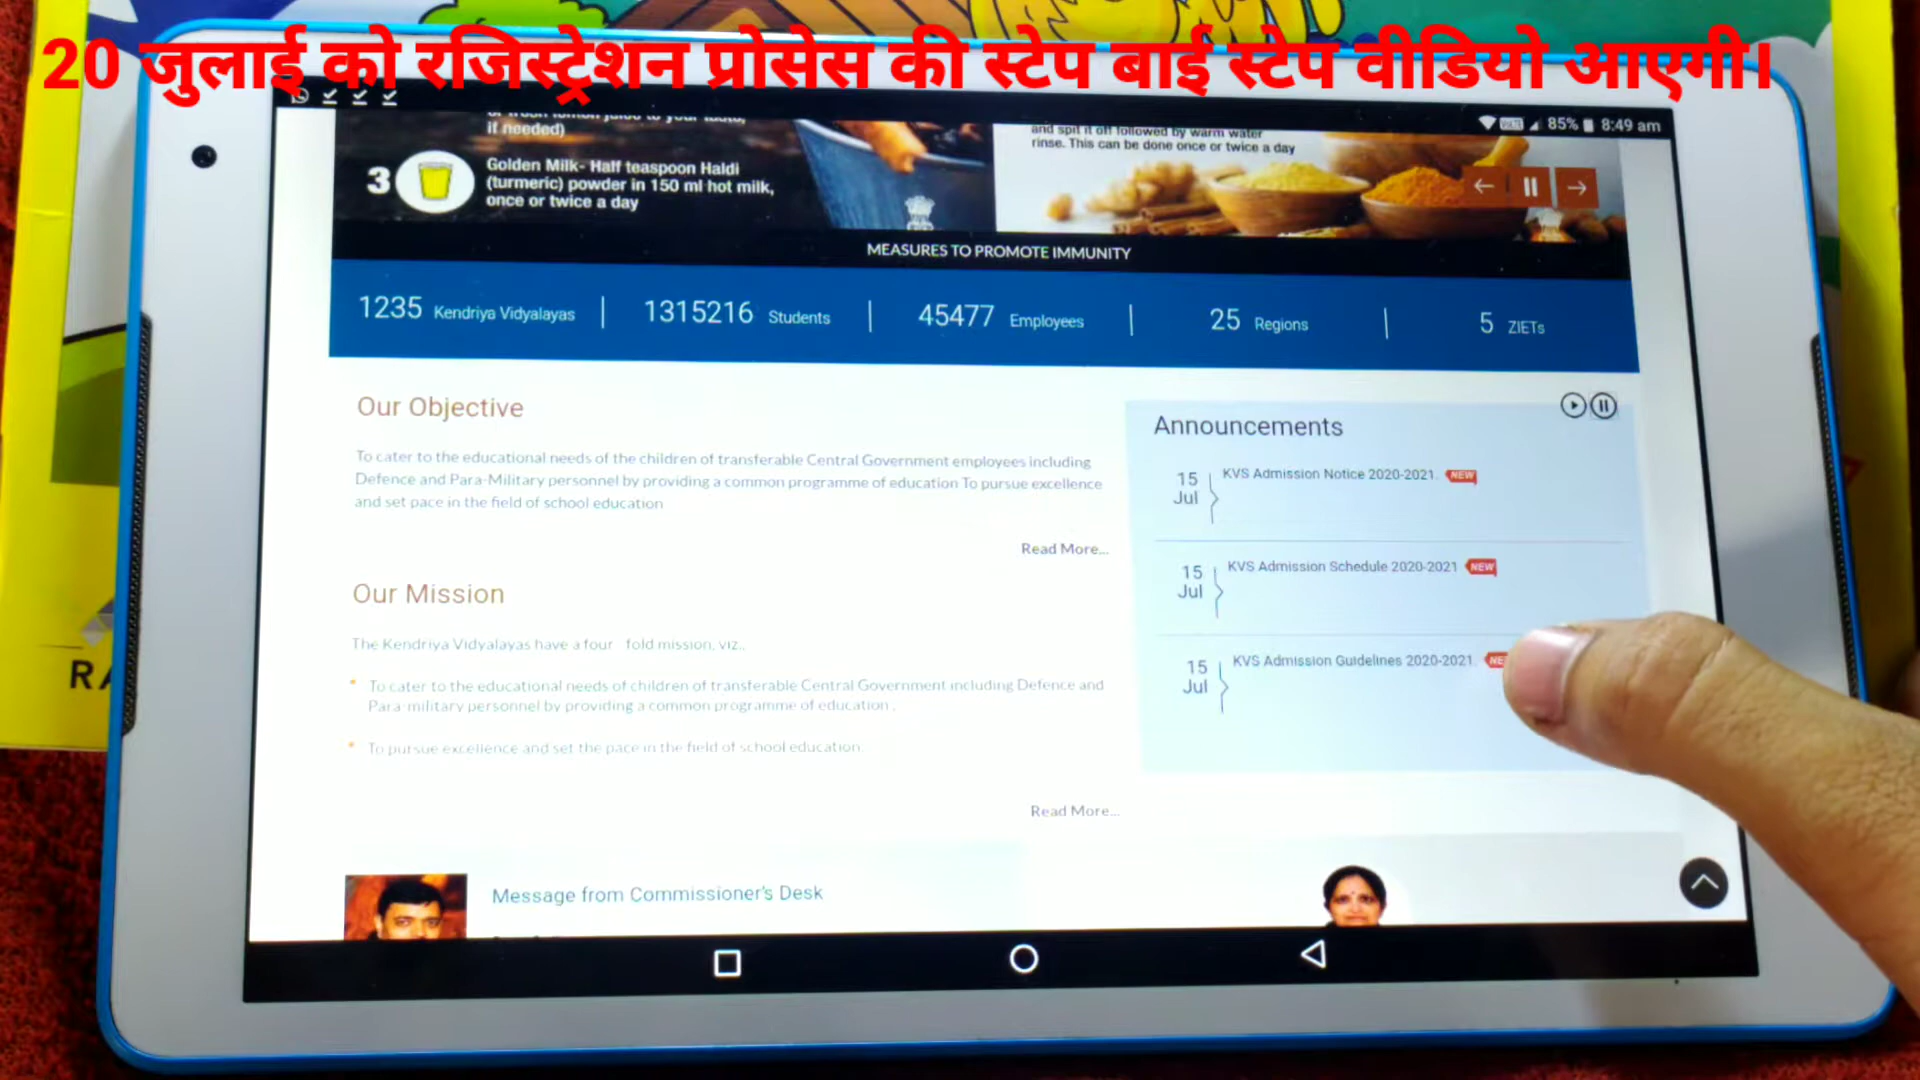 20 जुलाई को रजिस्ट्रेशन प्रोसेस की स्टेप बाई स्टेप वीडियो आएगी।
85% 8:49 am
if needed)
3 Golden Milk- Half teaspoon Haldi
(turmeric) powder in 150 ml hot milk,
once or twice a day
and spit it off followed by warm water
rinse. This can be done once or twice a day
MEASURES TO PROMOTE IMMUNITY
1235 Kendriya Vidyalayas | 1315216 Students | 45477 Employees | 25 Regions | 5 ZIETs
Our Objective
To cater to the educational needs of the children of transferable Central Government employees including
Defence and Para-Military personnel by providing a common programme of education To pursue excellence
and set pace in the field of school education
Read More...
Our Mission
The Kendriya Vidyalayas have a four fold mission, viz..
To cater to the educational needs of children of transferable Central Government including Defence and
Para-military personnel by providing a common programme of education .
To pursue excellence and set the pace in the field of school education.
Read More...
Announcements
15 Jul KVS Admission Notice 2020-2021. NEW
15 Jul KVS Admission Schedule 2020-2021 NEW
15 Jul KVS Admission Guidelines 2020-2021.
Message from Commissioner's Desk